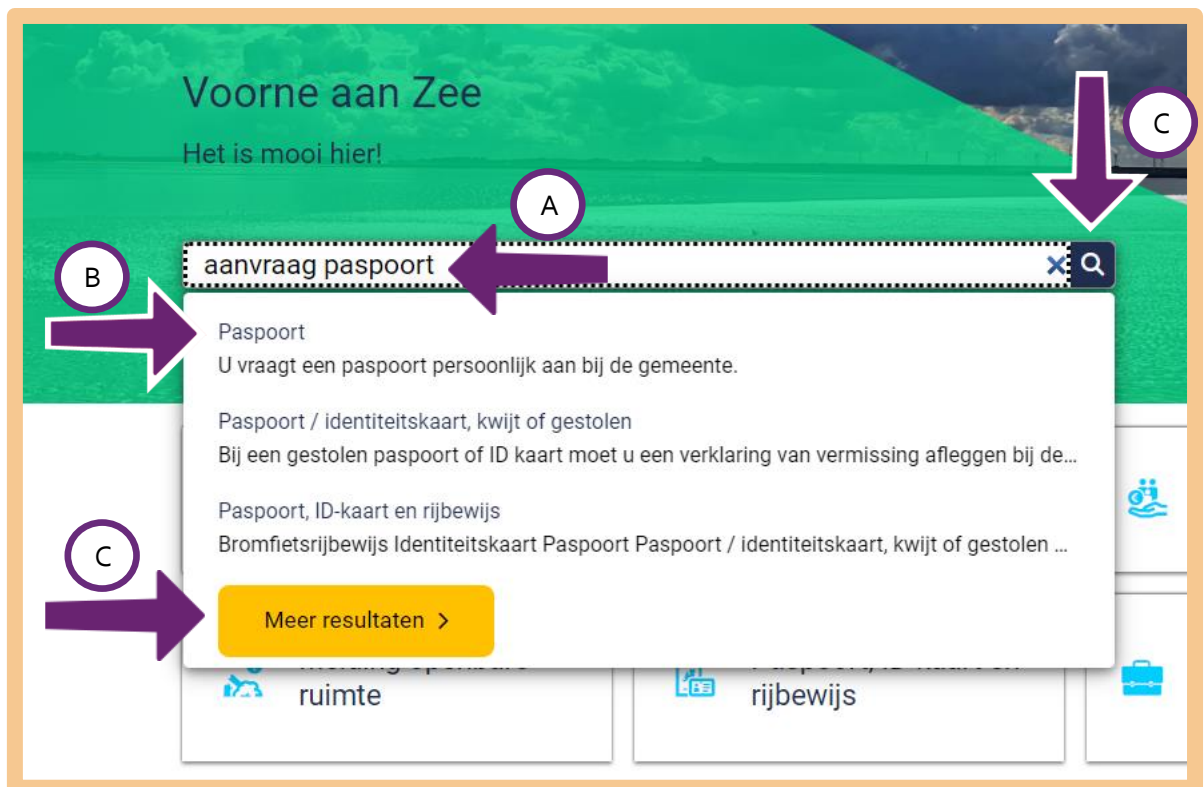 Voorne aan Zee
C
Het is mooi hier!
A
aanvraag paspoort
B
Paspoort
U vraagt een paspoort persoonlijk aan bij de gemeente.
Paspoort / identiteitskaart, kwijt of gestolen
Bij een gestolen paspoort of ID kaart moet u een verklaring van vermissing afleggen bij de...
Paspoort, ID-kaart en rijbewijs
Bromfietsrijbewijs Identiteitskaart Paspoort Paspoort / identiteitskaart, kwijt of gestolen ...
C
Meer resultaten
ruimte
rijbewijs